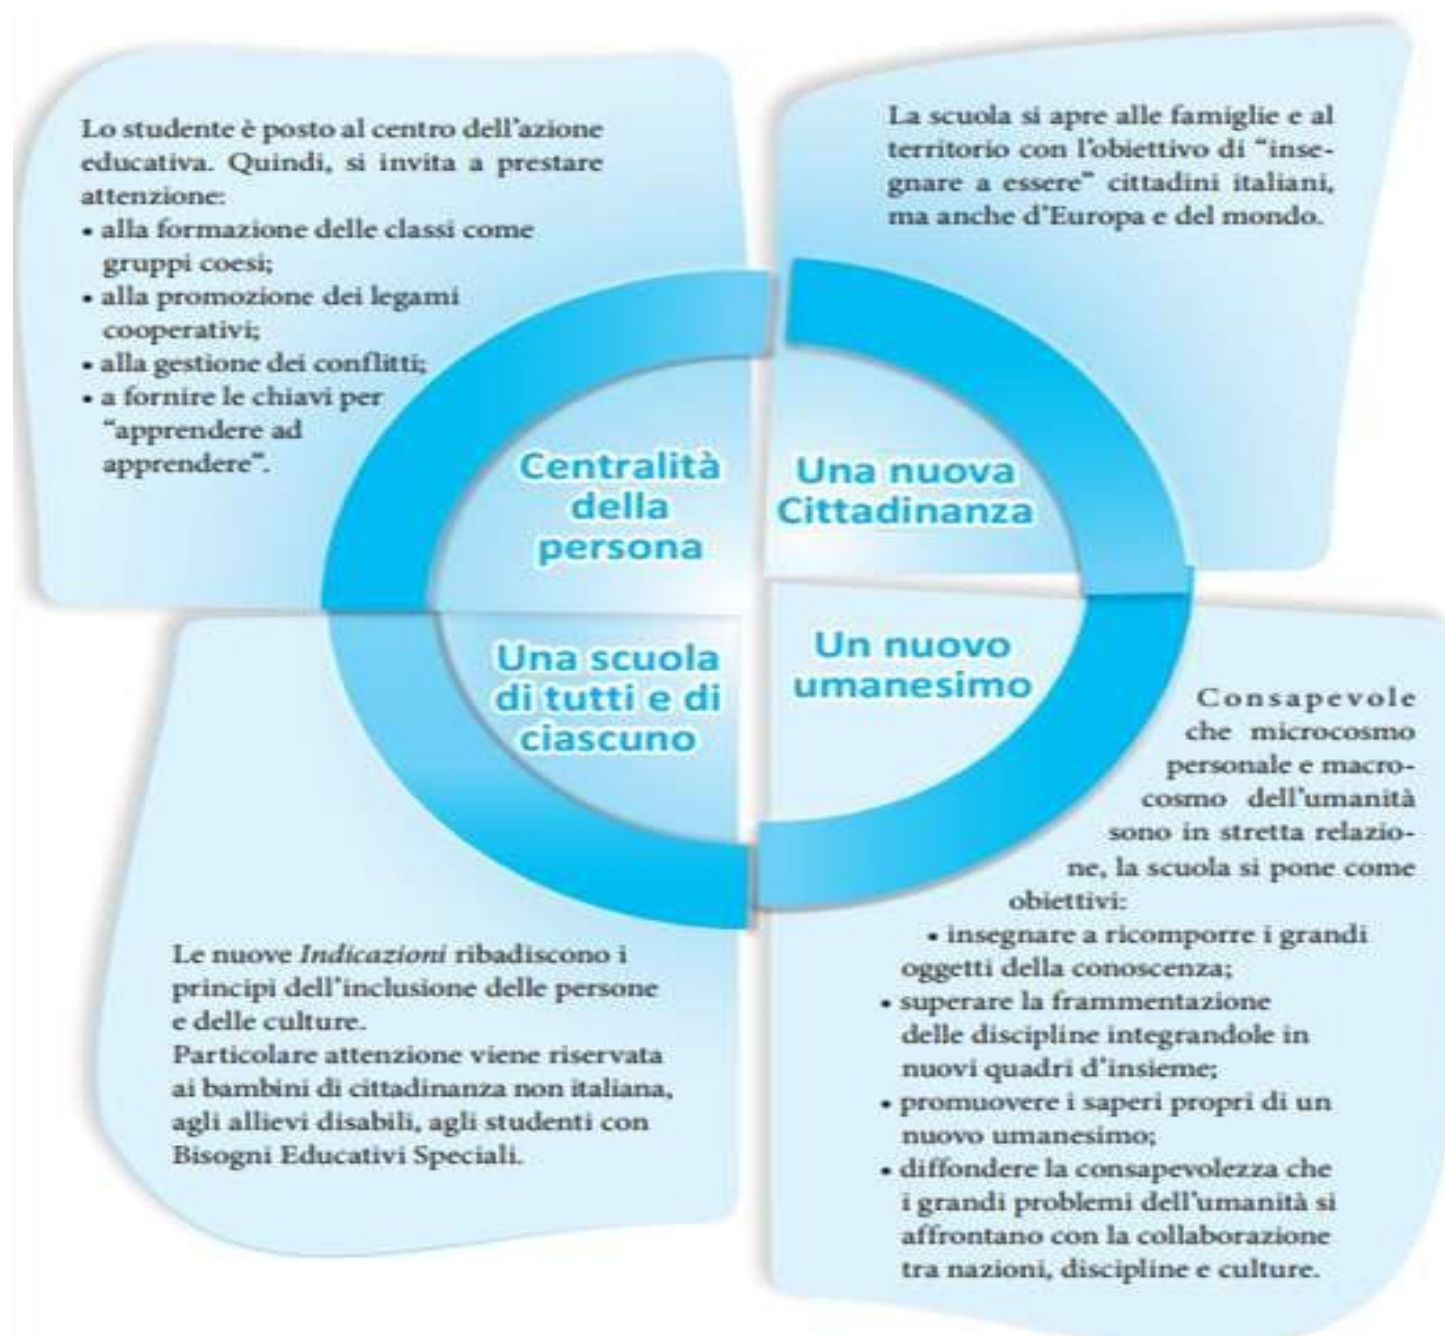 Lo studente è posto al centro dell'azione
educativa. Quindi, si invita a prestare
attenzione:
• alla formazione delle classi come
gruppi coesi;
• alla promozione dei legami
cooperativi;
• alla gestione dei conflitti;
• a fornire le chiavi per
“apprendere ad
apprendere”.
Centralità
della
persona
La scuola si apre alle famiglie e al
territorio con l'obiettivo di “inse-
gnare a essere” cittadini italiani,
ma anche d'Europa e del mondo.
Una nuova
Cittadinanza
Una scuola
di tutti e di
ciascuno
Le nuove Indicazioni ribadiscono i
principi dell'inclusione delle persone
e delle culture.
Particolare attenzione viene riservata
ai bambini di cittadinanza non italiana,
agli allievi disabili, agli studenti con
Bisogni Educativi Speciali.
Un nuovo
umanesimo
Consapevole
che microcosmo
personale e macro-
cosmo dell'umanità
sono in stretta relazio-
ne, la scuola si pone come
obiettivi:
• insegnare a ricomporre i grandi
oggetti della conoscenza;
• superare la frammentazione
delle discipline integrandole in
nuovi quadri d'insieme;
• promuovere i saperi propri di un
nuovo umanesimo;
• diffondere la consapevolezza che
i grandi problemi dell'umanità si
affrontano con la collaborazione
tra nazioni, discipline e culture.